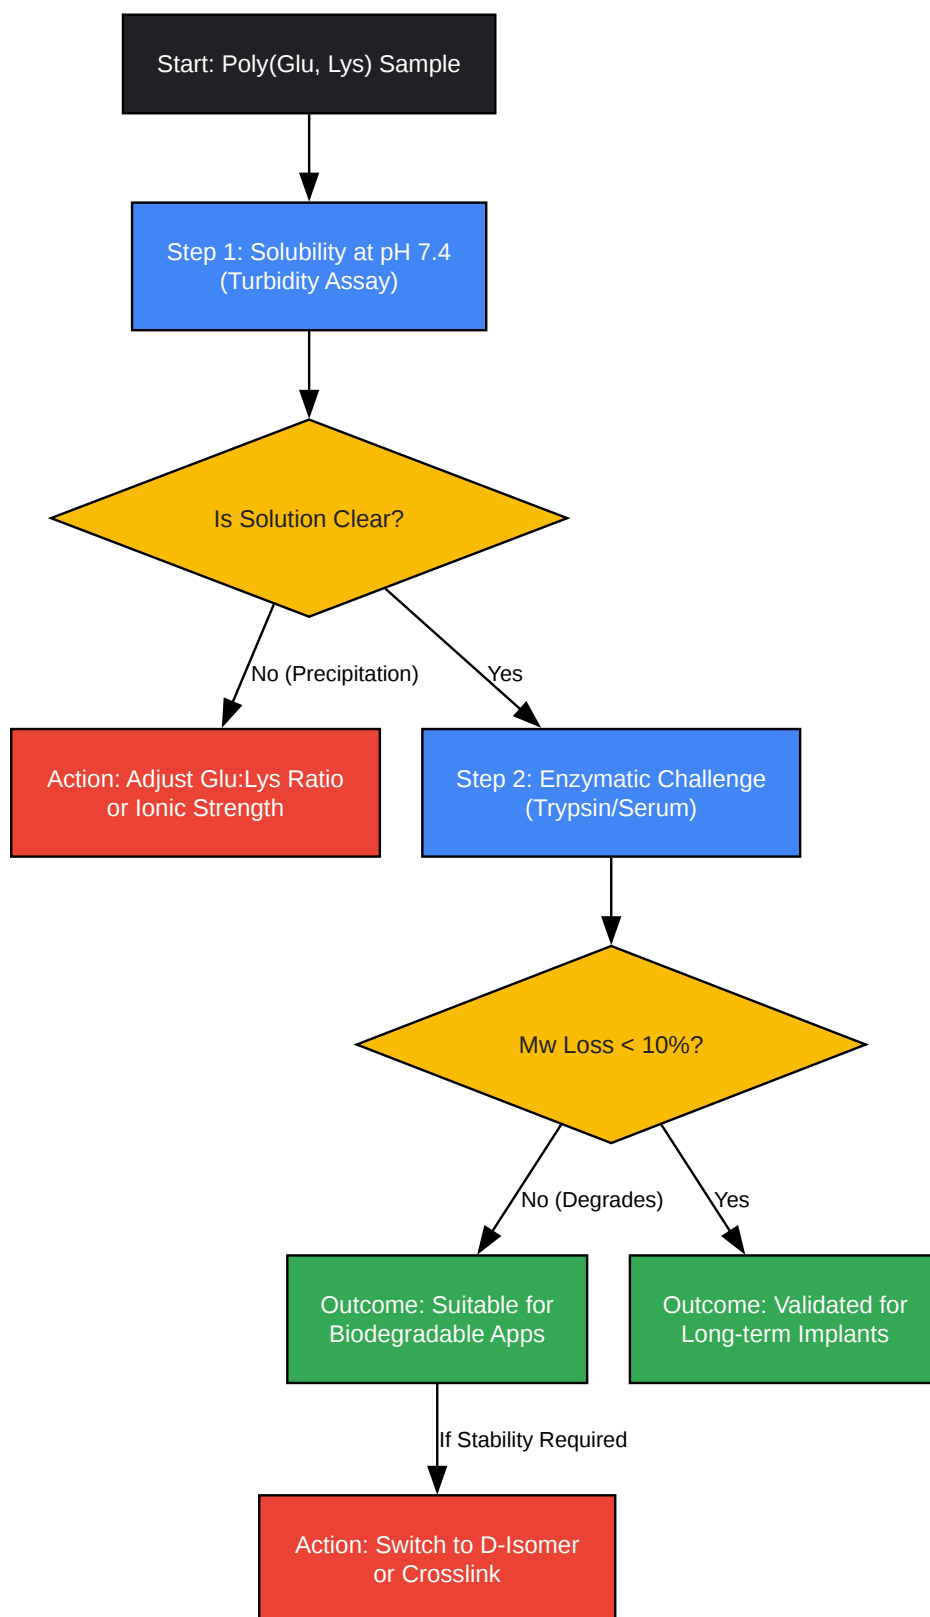 Start: Poly(Glu, Lys) Sample
Step 1: Solubility at pH 7.4
(Turbidity Assay)
Is Solution Clear?
No (Precipitation)
Yes
Action: Adjust Glu:Lys Ratio
or Ionic Strength
Step 2: Enzymatic Challenge
(Trypsin/Serum)
Mw Loss < 10%?
No (Degrades)
Yes
Outcome: Suitable for
Biodegradable Apps
Outcome: Validated for
Long-term Implants
If Stability Required
Action: Switch to D-Isomer
or Crosslink